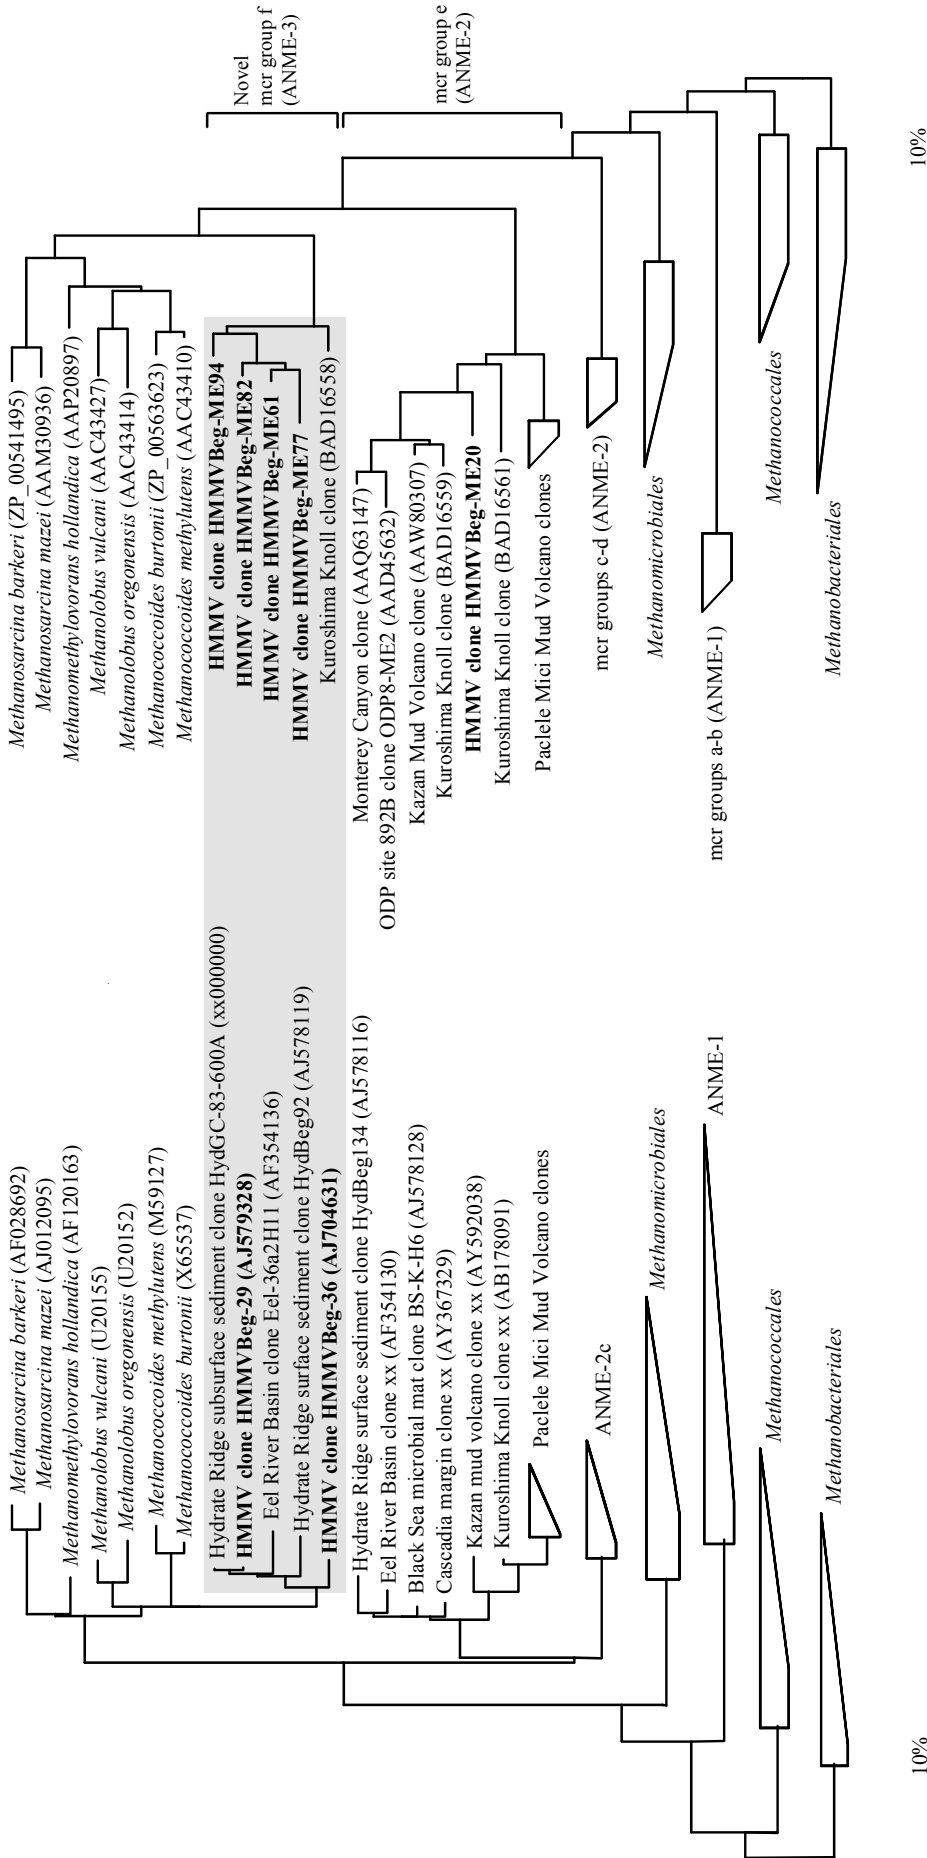 Methanosarcina barkeri (AF028692)
Methanosarcina mazei (AJ012095)
Methanomethylovorans hollandica (AF120163)
Methanolobus vulcani (U20155)
Methanolobus oregonensis (U20152)
Methanococcoides methylutens (M59127)
Methanococcoides burtonii (X65537)
Hydrate Ridge subsurface sediment clone HydGC-83-600A (xx000000)
HMMV clone HMMVBeg-29 (AJ579328)
Eel River Basin clone Eel-36a2H11 (AF354136)
Hydrate Ridge surface sediment clone HydBeg92 (AJ578119)
HMMV clone HMMVBeg-36 (AJ704631)
Hydrate Ridge surface sediment clone HydBeg134 (AJ578116)
Eel River Basin clone xx (AF354130)
Black Sea microbial mat clone BS-K-H6 (AJ578128)
Cascadia margin clone xx (AY367329)
Kazan mud volcano clone xx (AY592038)
Kuroshima Knoll clone xx (AB178091)
Paclele Mici Mud Volcano clones
ANME-2c
Methanomicrobiales
ANME-1
Methanococcales
Methanobacteriales
10%
Methanosarcina barkeri (ZP_00541495)
Methanosarcina mazei (AAM30936)
Methanomethylovorans hollandica (AAP20897)
Methanolobus vulcani (AAC43427)
Methanolobus oregonensis (AAC43414)
Methanococcoides burtonii (ZP_00563623)
Methanococcoides methylutens (AAC43410)
HMMV clone HMMVBeg-ME94
HMMV clone HMMVBeg-ME82
HMMV clone HMMVBeg-ME61
HMMV clone HMMVBeg-ME77
Kuroshima Knoll clone (BAD16558)
Monterey Canyon clone (AAQ63147)
ODP site 892B clone ODP8-ME2 (AAD45632)
Kazan Mud Volcano clone (AAW80307)
Kuroshima Knoll clone (BAD16559)
HMMV clone HMMVBeg-ME20
Kuroshima Knoll clone (BAD16561)
Paclele Mici Mud Volcano clones
mcr groups c-d (ANME-2)
Methanomicrobiales
mcr groups a-b (ANME-1)
Methanococcales
Methanobacteriales
Novel
mcr group f
(ANME-3)
mcr group e
(ANME-2)
10%